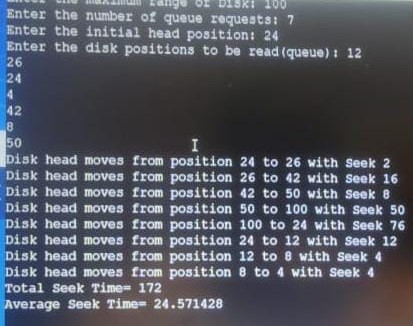 Enter the maximum range of Disk: 100
Enter the number of queue requests: 7
Enter the initial head position: 24
Enter the disk positions to be read(queue): 12
26
24
4
42
8
50
Disk head moves from position 24 to 26 with Seek 2
Disk head moves from position 26 to 42 with Seek 16
Disk head moves from position 42 to 50 with Seek 8
Disk head moves from position 50 to 100 with Seek 50
Disk head moves from position 100 to 24 with Seek 76
Disk head moves from position 24 to 12 with Seek 12
Disk head moves from position 12 to 8 with Seek 4
Disk head moves from position 8 to 4 with Seek 4
Total Seek Time= 172
Average Seek Time= 24.571428